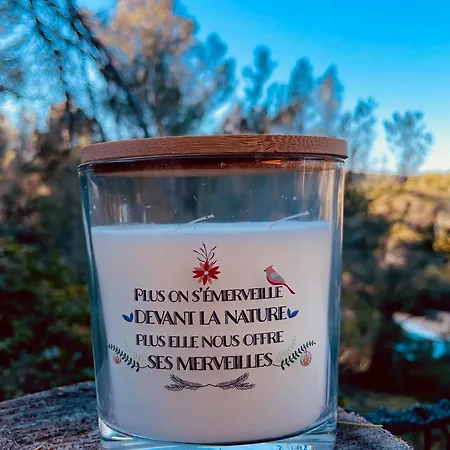 PLUS ON S'ÉMERVEILLE
DEVANT LA NATURE
PLUS ELLE NOUS OFFRE
SES MERVEILLES